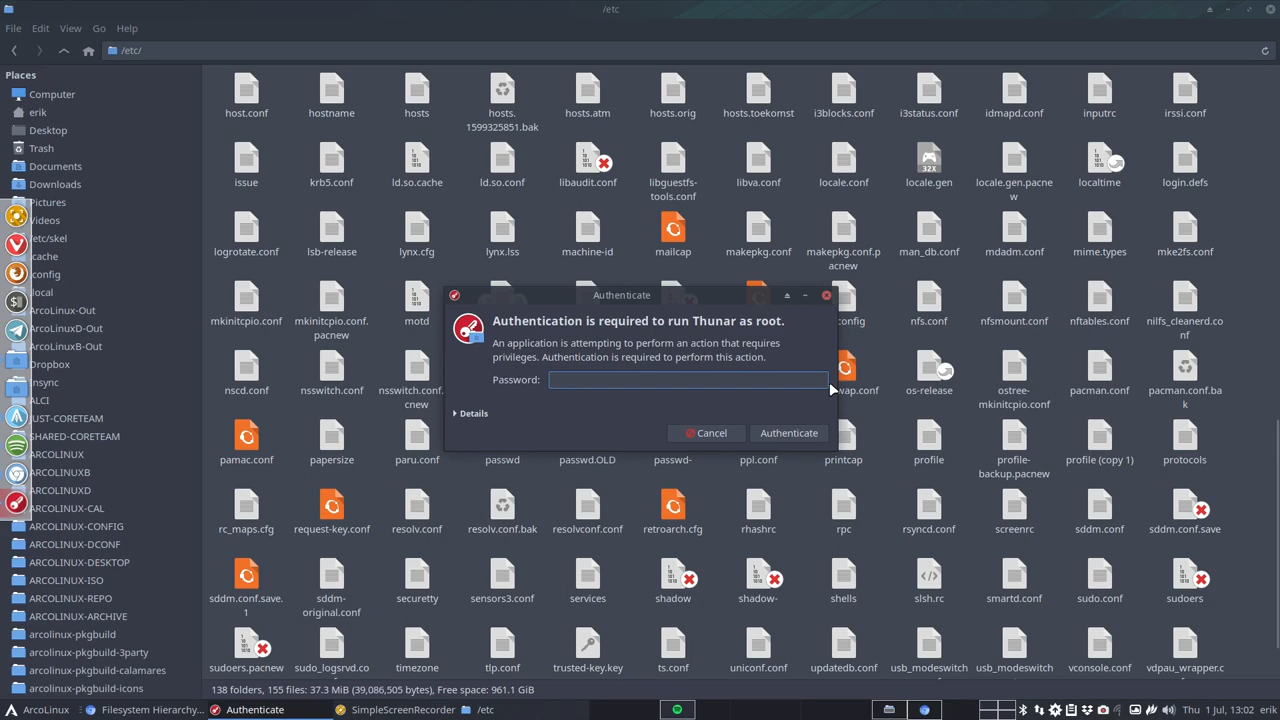 /etc
File Edit View Go Help
/etc/
Places
Computer
erik
Desktop
Trash
Documents
Downloads
Pictures
Videos
/etc/skel
.cache
.config
.local
ArcoLinux-Out
ArcoLinuxD-Out
ArcoLinuxB-Out
Dropbox
Insync
ALCI
JUST-CORETEAM
SHARED-CORETEAM
ARCOLINUX
ARCOLINUXB
ARCOLINUXD
ARCOLINUX-CAL
ARCOLINUX-CONFIG
ARCOLINUX-DCONF
ARCOLINUX-DESKTOP
ARCOLINUX-ISO
ARCOLINUX-REPO
ARCOLINUX-ARCHIVE
arcolinux-pkgbuild
arcolinux-pkgbuild-3party
arcolinux-pkgbuild-calamares
arcolinux-pkgbuild-icons
host.conf hostname hosts hosts. hosts.atm hosts.orig hosts.toekomst i3blocks.conf i3status.conf idmapd.conf inputrc irssi.conf
1599325851.bak
issue krb5.conf ld.so.cache ld.so.conf libaudit.conf libguestfs- libva.conf locale.conf locale.gen locale.gen.pacne localtime login.defs
tools.conf w
logrotate.conf lsb-release lynx.cfg lynx.lss machine-id mailcap makepkg.conf makepkg.conf.p man_db.conf mdadm.conf mime.types mke2fs.conf
acnew
mkinitcpio.conf mkinitcpio.conf. motd config nfs.conf nfsmount.conf nftables.conf nilfs_cleanerd.co
pacnew nf
nscd.conf nsswitch.conf nsswitch.conf. wap.conf os-release ostree- pacman.conf pacman.conf.ba
cnew mkinitcpio.conf k
pamac.conf papersize paru.conf passwd passwd.OLD passwd- ppl.conf printcap profile profile- profile (copy 1) protocols
backup.pacnew
rc_maps.cfg request-key.conf resolv.conf resolv.conf.bak resolvconf.conf retroarch.cfg rhashrc rpc rsyncd.conf screenrc sddm.conf sddm.conf.save
sddm.conf.save. sddm- securetty sensors3.conf services shadow shadow- shells slsh.rc smartd.conf sudo.conf sudoers
1 original.conf
sudoers.pacnew sudo_logsrvd.co timezone tlp.conf trusted-key.key ts.conf uniconf.conf updatedb.conf usb_modeswitch usb_modeswitch vconsole.conf vdpau_wrapper.c
32X
Authenticate
Authentication is required to run Thunar as root.
An application is attempting to perform an action that requires
privileges. Authentication is required to perform this action.
Password:
Details
Cancel Authenticate
138 folders, 155 files: 37.3 MiB (39,086,505 bytes), Free space: 961.1 GiB
ArcoLinux Filesystem Hierarchy... Authenticate SimpleScreenRecorder /etc Thu 1 Jul, 13:02 erik